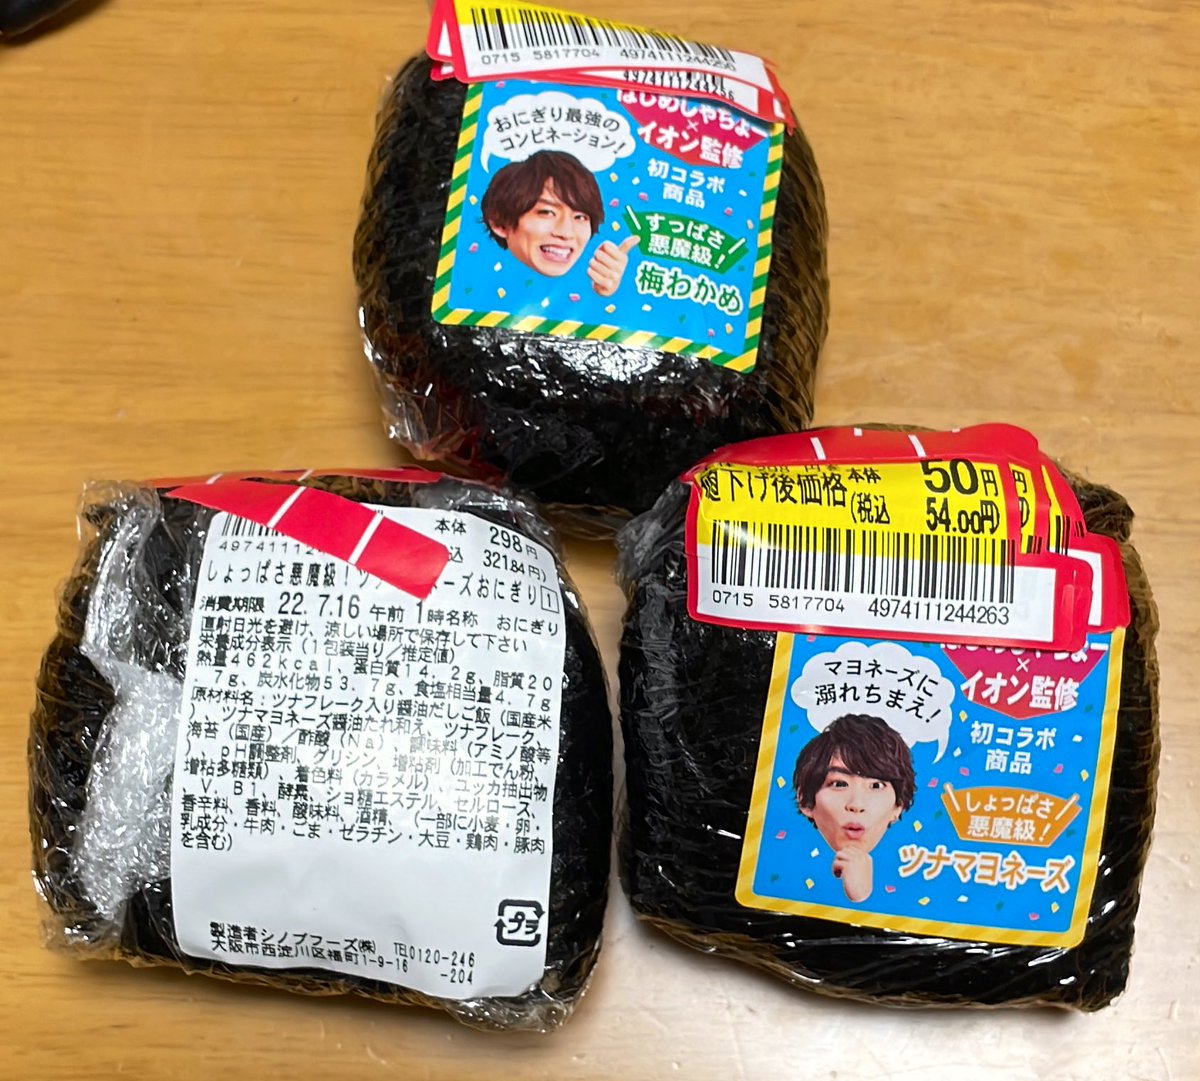 0715 5817704 4974111244256
4974111244256
はじめしゃちょー
×
イオン監修
おにぎり最強の
コンビネーション!
初コラボ
商品
すっぱさ
悪魔級!
梅わかめ
本体 298円
321.84円)
しょっぱさ悪魔級!ツ ネーズおにぎり 1
消費期限 22.7.16 午前 1時 名称 おにぎり
直射日光を避け、涼しい場所で保存して下さい
栄養成分表示(1包装当り/推定値)
熱量462kcal、蛋白質14.2g、脂質20
.7g、炭水化物53.7g、食塩相当量4.7g
原材料名:ツナフレーク入り醤油だしご飯(国産米
)、ツナマヨネーズ醤油たれ和え、ツナフレーク、
海苔(国産)/酢酸(Na)、調味料(アミノ酸等
)、pH調整剤、グリシン、増粘剤(加工でん粉、
増粘多糖類)、着色料(カラメル)、ユッカ抽出物
、V.B1、酵素、ショ糖エステル、セルロース、
香辛料、香料、酸味料、酒精、(一部に小麦・卵・
乳成分・牛肉・ごま・ゼラチン・大豆・鶏肉・豚肉
を含む)
プラ
製造者シノブフーズ(株) TEL0120-246
大阪市西淀川区福町1-9-16 -204
値下げ後価格 本体 50円
(税込 54.00円)
0715 5817704 4974111244263
はじめしゃちょー
×
イオン監修
マヨネーズに
溺れちまえ!
初コラボ
商品
しょっぱさ
悪魔級!
ツナマヨネーズ